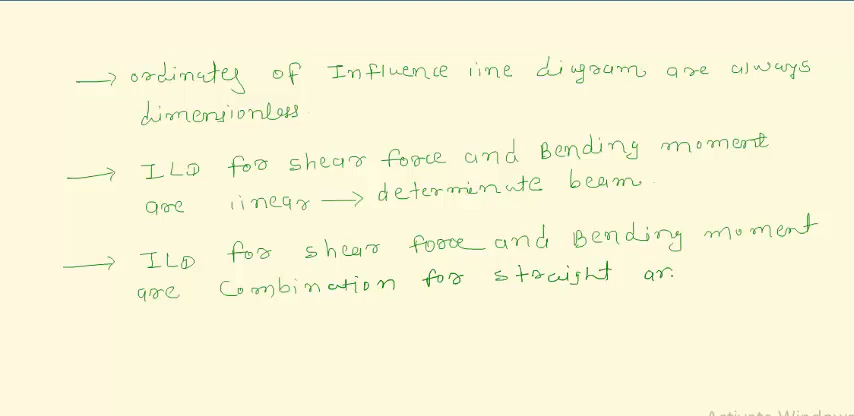 → ordinates of Influence line diagram are always
dimensionless.
→ ILD for shear force and Bending moment
are linear → determinate beam.
→ ILD for shear force and Bending moment
are Combination for straight an